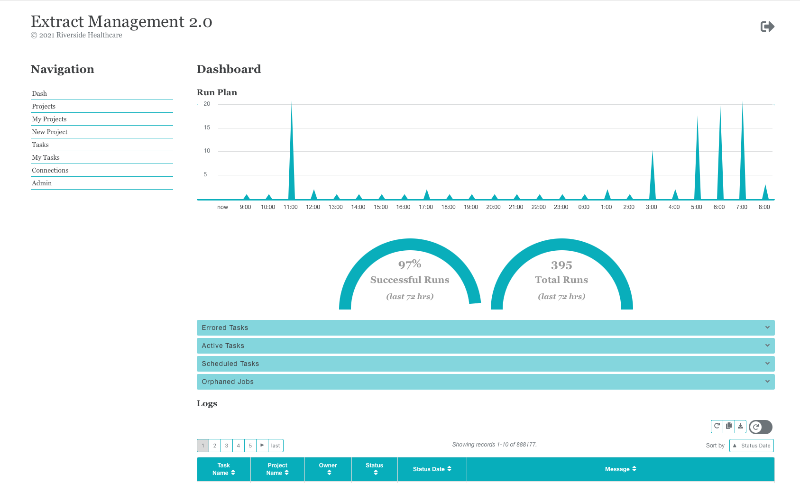 Extract Management 2.0
© 2021 Riverside Healthcare
Navigation
Dash
Projects
My Projects
New Project
Tasks
My Tasks
Connections
Admin
Dashboard
Run Plan
20
15
10
5
now 9:00 10:00 11:00 12:00 13:00 14:00 15:00 16:00 17:00 18:00 19:00 20:00 21:00 22:00 23:00 0:00 1:00 2:00 3:00 4:00 5:00 6:00 7:00 8:00
97%
Successful Runs
(last 72 hrs)
395
Total Runs
(last 72 hrs)
Errored Tasks
Active Tasks
Scheduled Tasks
Orphaned Jobs
Logs
1 2 3 4 5 last
Showing records 1-10 of 888177.
Sort by Status Date
Task Name
Project Name
Owner
Status
Status Date
Message